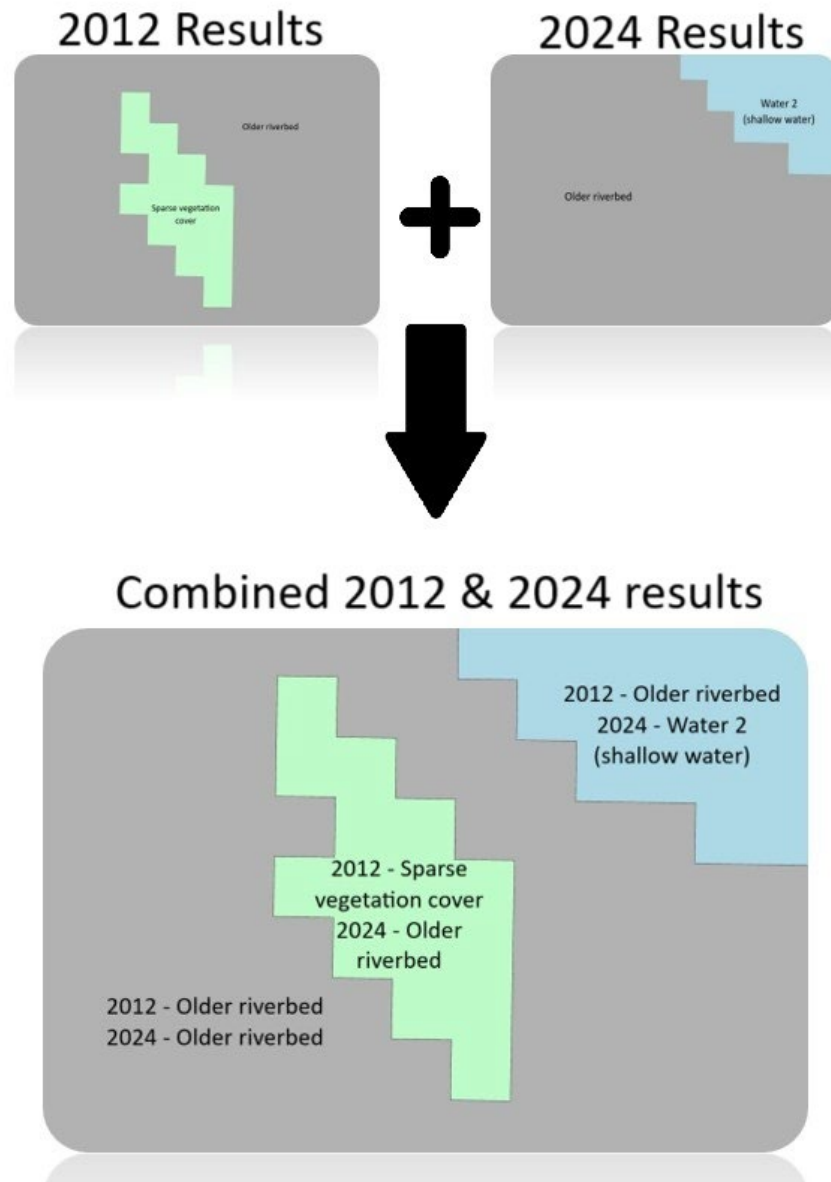 2012 Results
2024 Results
Older riverbed
Sparse vegetation
cover
Water 2
(shallow water)
Older riverbed
Combined 2012 & 2024 results
2012 - Older riverbed
2024 - Water 2
(shallow water)
2012 - Sparse
vegetation cover
2024 - Older
riverbed
2012 - Older riverbed
2024 - Older riverbed